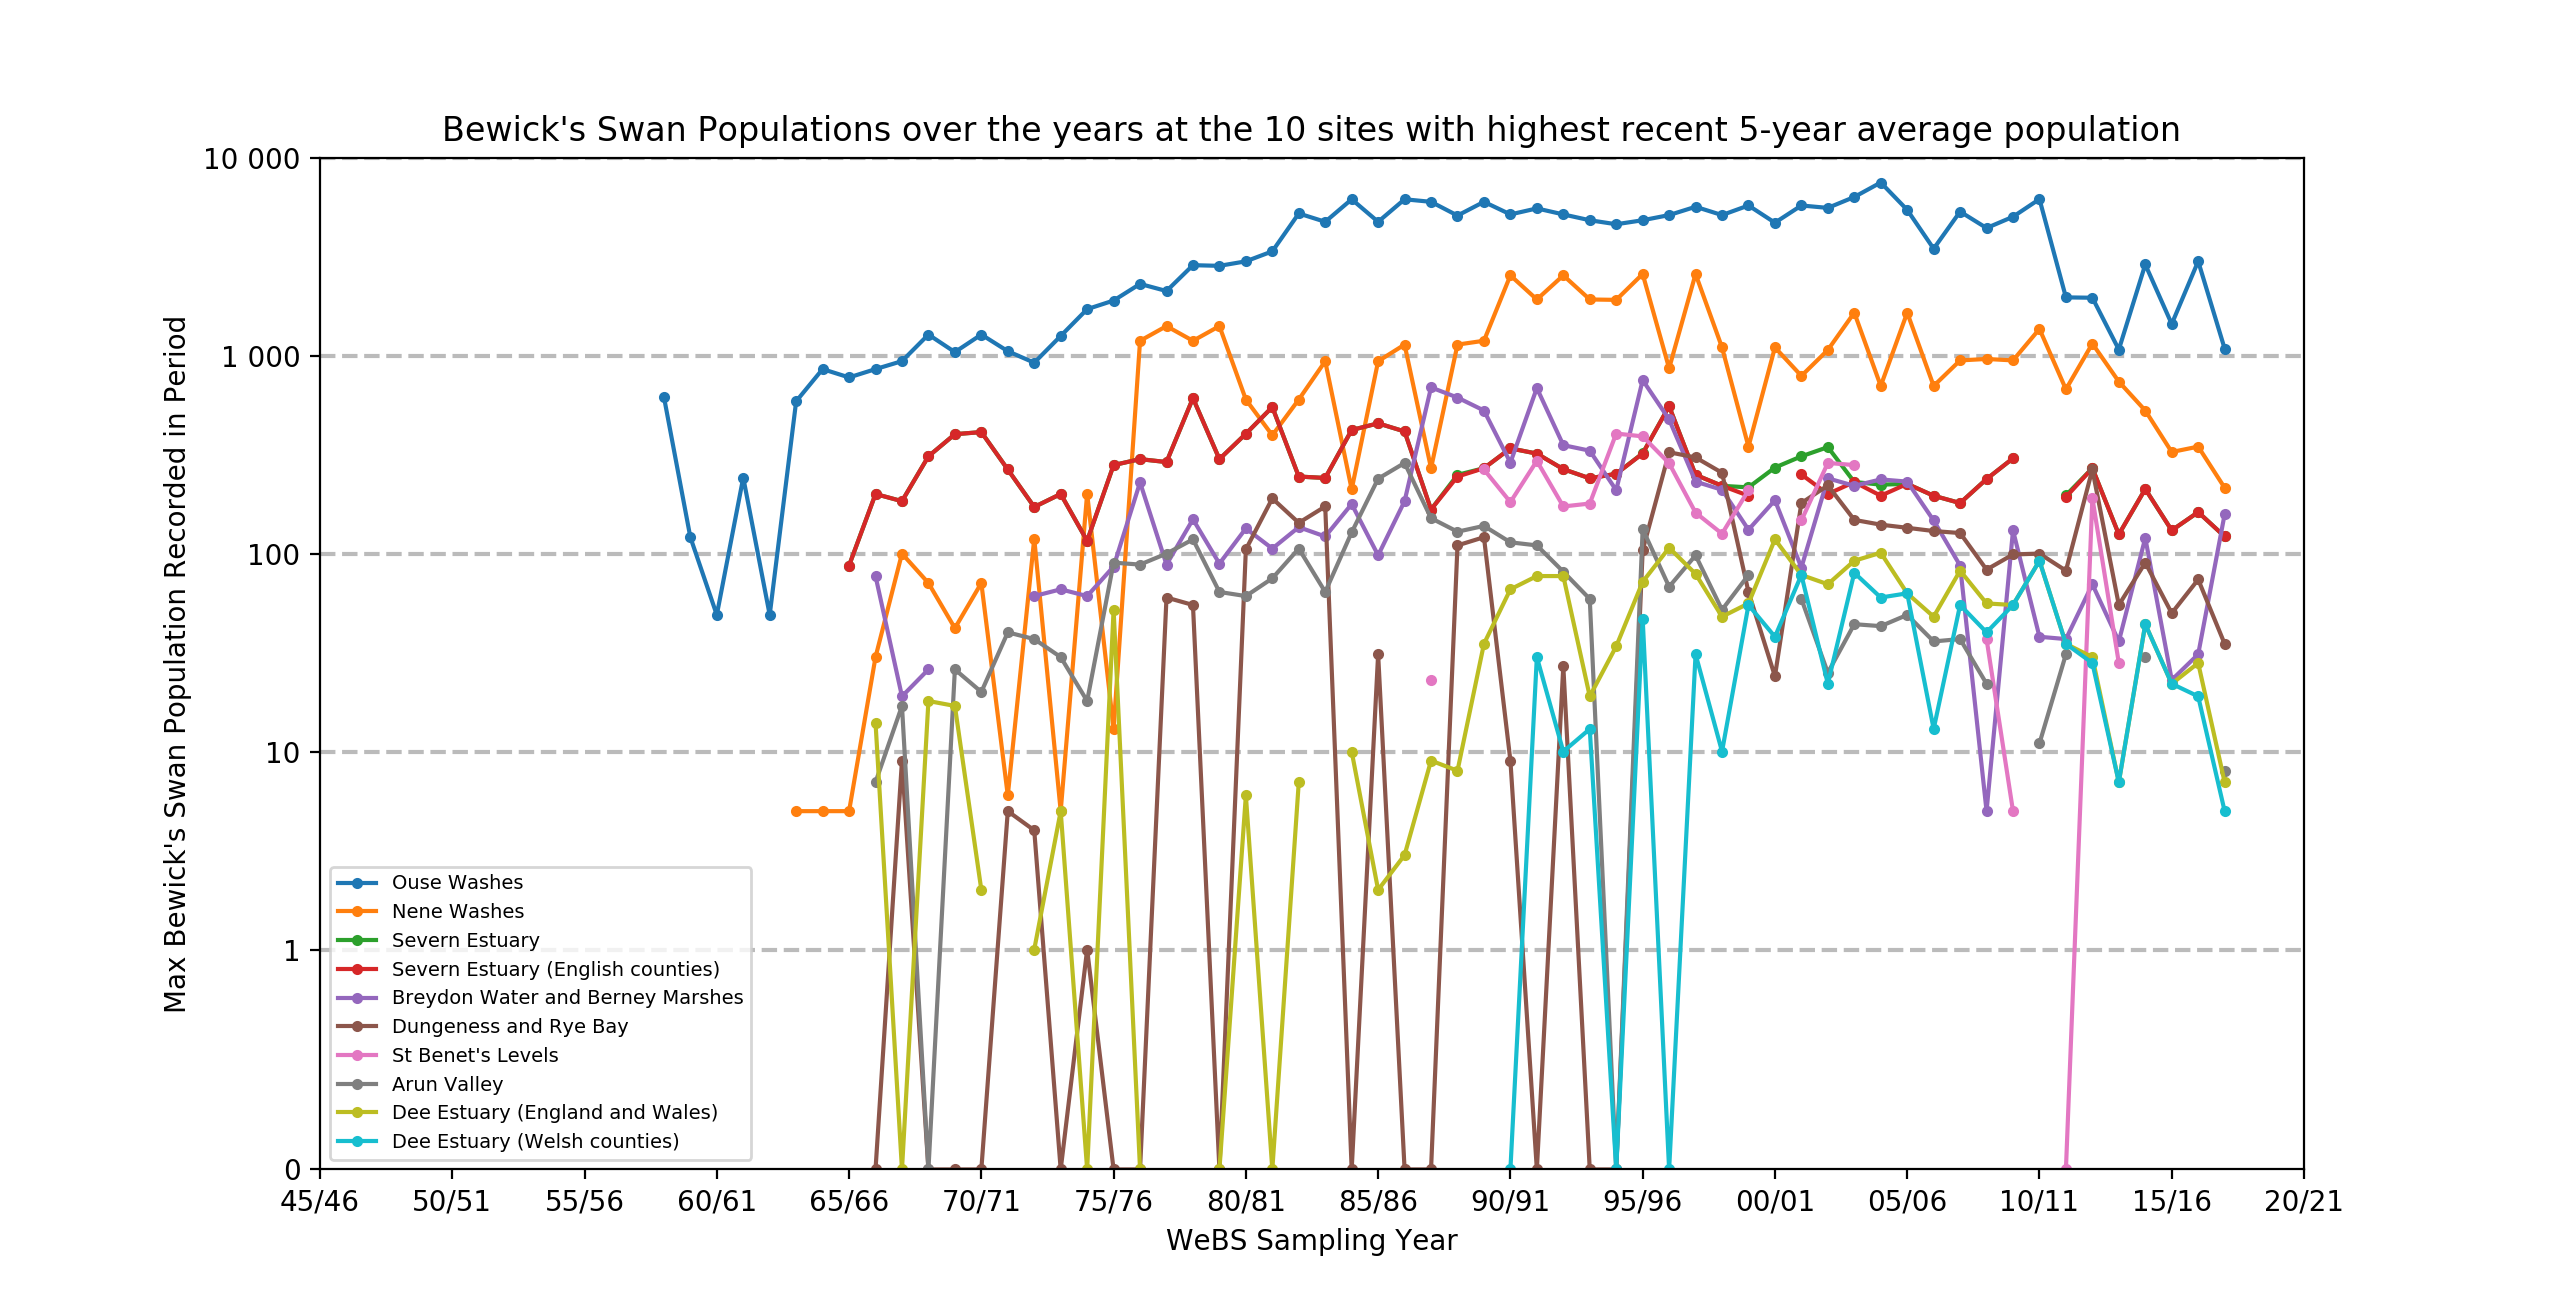 Bewick's Swan Populations over the years at the 10 sites with highest recent 5-year average population
Max Bewick's Swan Population Recorded in Period
10 000
1 000
100
10
1
0
Ouse Washes
Nene Washes
Severn Estuary
Severn Estuary (English counties)
Breydon Water and Berney Marshes
Dungeness and Rye Bay
St Benet's Levels
Arun Valley
Dee Estuary (England and Wales)
Dee Estuary (Welsh counties)
45/46 50/51 55/56 60/61 65/66 70/71 75/76 80/81 85/86 90/91 95/96 00/01 05/06 10/11 15/16 20/21
WeBS Sampling Year